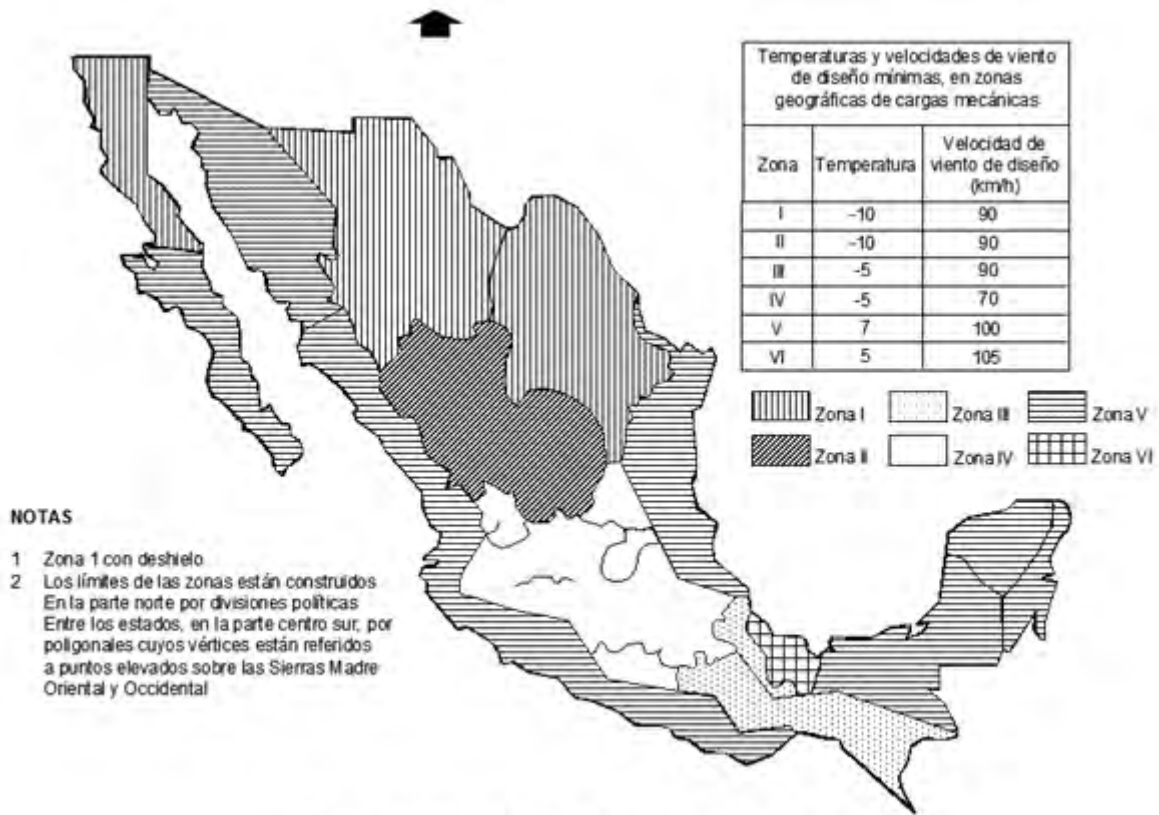 Temperaturas y velocidades de viento
de diseño mínimas, en zonas
geográficas de cargas mecánicas
Zona Temperatura Velocidad de
viento de diseño
(km/h)
I -10 90
II -10 90
III -5 90
IV -5 70
V 7 100
VI 5 105
Zona I Zona III Zona V
Zona II Zona IV Zona VI
NOTAS
1 Zona 1 con deshielo
2 Los límites de las zonas están construidos
En la parte norte por divisiones políticas
Entre los estados, en la parte centro sur, por
poligonales cuyos vértices están referidos
a puntos elevados sobre las Sierras Madre
Oriental y Occidental